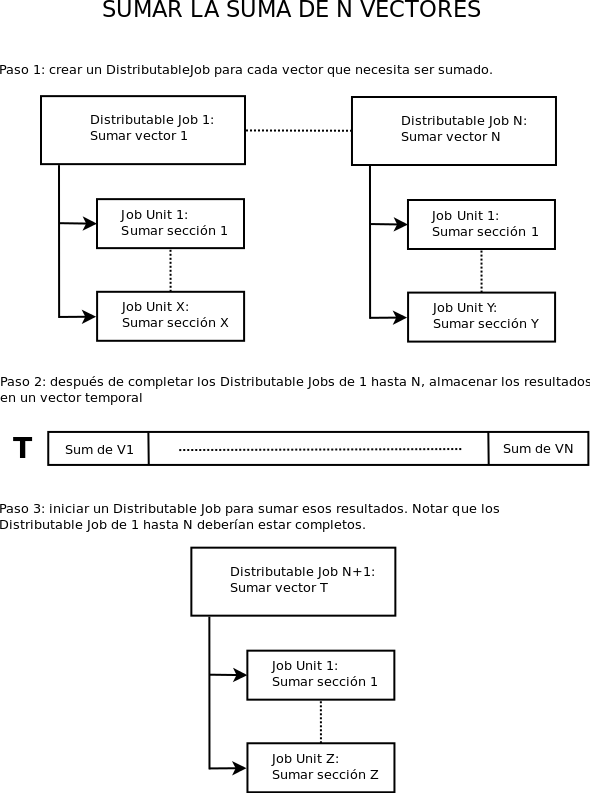 SUMAR LA SUMA DE N VECTORES
Paso 1: crear un DistributableJob para cada vector que necesita ser sumado.
Distributable Job 1:
Sumar vector 1
Distributable Job N:
Sumar vector N
Job Unit 1:
Sumar sección 1
Job Unit 1:
Sumar sección 1
Job Unit X:
Sumar sección X
Job Unit Y:
Sumar sección Y
Paso 2: después de completar los Distributable Jobs de 1 hasta N, almacenar los resultados
en un vector temporal
T
Sum de V1
Sum de VN
Paso 3: iniciar un Distributable Job para sumar esos resultados. Notar que los
Distributable Job de 1 hasta N deberían estar completos.
Distributable Job N+1:
Sumar vector T
Job Unit 1:
Sumar sección 1
Job Unit Z:
Sumar sección Z